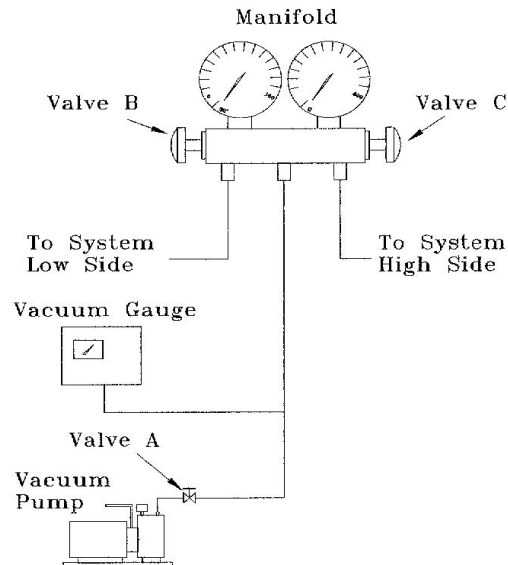 Manifold
Valve B
Valve C
To System
Low Side
To System
High Side
Vacuum Gauge
Valve A
Vacuum
Pump